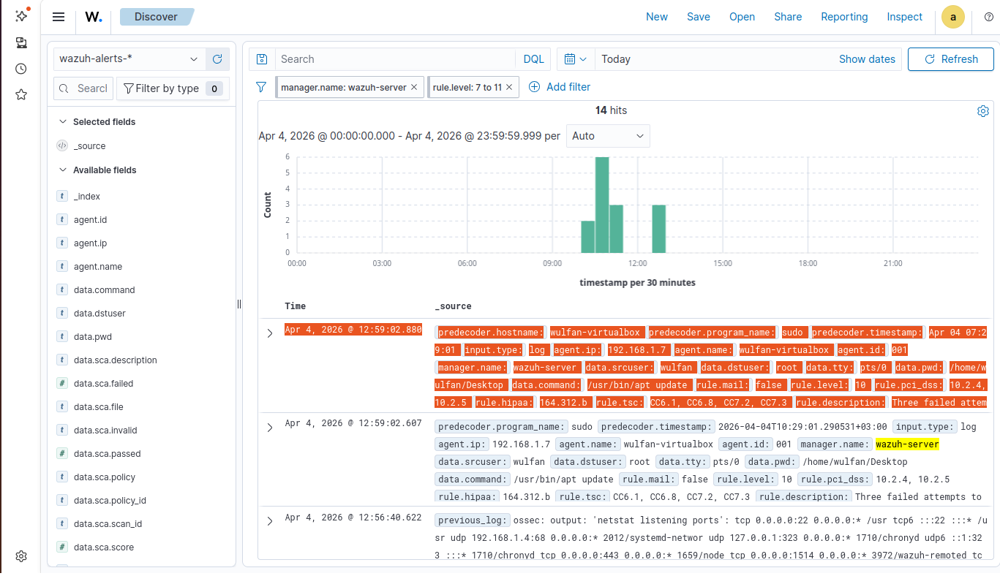 W.
Discover
New
Save
Open
Share
Reporting
Inspect
a
wazuh-alerts-*
Search
DQL
Today
Show dates
Refresh
Search
Filter by type
0
manager.name: wazuh-server
rule.level: 7 to 11
Add filter
Selected fields
_source
Available fields
t _index
t agent.id
t agent.ip
t agent.name
t data.command
t data.dstuser
t data.pwd
t data.sca.description
# data.sca.failed
t data.sca.file
t data.sca.invalid
# data.sca.passed
t data.sca.policy
t data.sca.policy_id
t data.sca.scan_id
# data.sca.score
14 hits
Apr 4, 2026 @ 00:00:00.000 - Apr 4, 2026 @ 23:59:59.999 per
Auto
Count
6
5
4
3
2
1
0
00:00
03:00
06:00
09:00
12:00
15:00
18:00
21:00
timestamp per 30 minutes
Time
_source
Apr 4, 2026 @ 12:59:02.880
predecoder.hostname: wulfan-virtualbox predecoder.program_name: sudo predecoder.timestamp: Apr 04 07:2
9:01 input.type: log agent.ip: 192.168.1.7 agent.name: wulfan-virtualbox agent.id: 001
manager.name: wazuh-server data.srcuser: wulfan data.dstuser: root data.tty: pts/0 data.pwd: /home/w
ulfan/Desktop data.command: /usr/bin/apt update rule.mail: false rule.level: 10 rule.pci_dss: 10.2.4,
10.2.5 rule.hipaa: 164.312.b rule.tsc: CC6.1, CC6.8, CC7.2, CC7.3 rule.description: Three failed attem
Apr 4, 2026 @ 12:59:02.607
predecoder.program_name: sudo predecoder.timestamp: 2026-04-04T10:29:01.290531+03:00 input.type: log
agent.ip: 192.168.1.7 agent.name: wulfan-virtualbox agent.id: 001 manager.name: wazuh-server
data.srcuser: wulfan data.dstuser: root data.tty: pts/0 data.pwd: /home/wulfan/Desktop
data.command: /usr/bin/apt update rule.mail: false rule.level: 10 rule.pci_dss: 10.2.4, 10.2.5
rule.hipaa: 164.312.b rule.tsc: CC6.1, CC6.8, CC7.2, CC7.3 rule.description: Three failed attempts to
Apr 4, 2026 @ 12:56:40.622
previous_log: ossec: output: 'netstat listening ports': tcp 0.0.0.0:22 0.0.0.0:* /usr tcp6 :::22 :::* /u
sr udp 192.168.1.4:68 0.0.0.0:* 2012/systemd-networ udp 127.0.0.1:323 0.0.0.0:* 1710/chronyd udp6 ::1:32
3 :::* 1710/chronyd tcp 0.0.0.0:443 0.0.0.0:* 1659/node tcp 0.0.0.0:1514 0.0.0.0:* 3972/wazuh-remoted tc